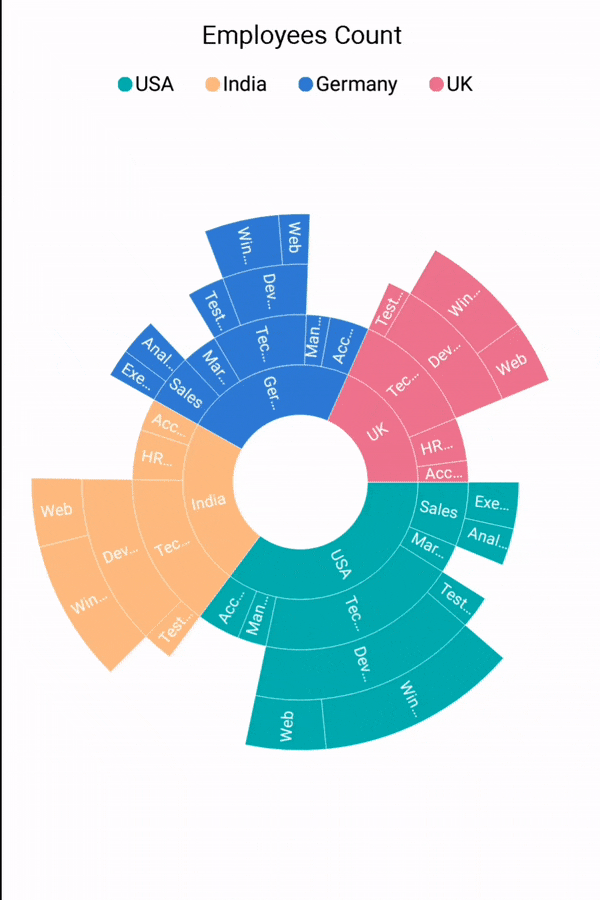 Employees Count
USA India Germany UK
Win...
Web
Test...
Dev...
Anal...
Exe...
Mar...
Sales
Tec...
Man...
Acc...
Ger...
Test...
Win...
Dev...
Web
Tec...
UK
HR...
Acc...
Acc...
HR...
India
Web
Dev...
Tec...
Win...
Test...
Sales
Exe...
Mar...
Anal...
USA
Acc...
Man...
Tec...
Test...
Dev...
Web
Win...